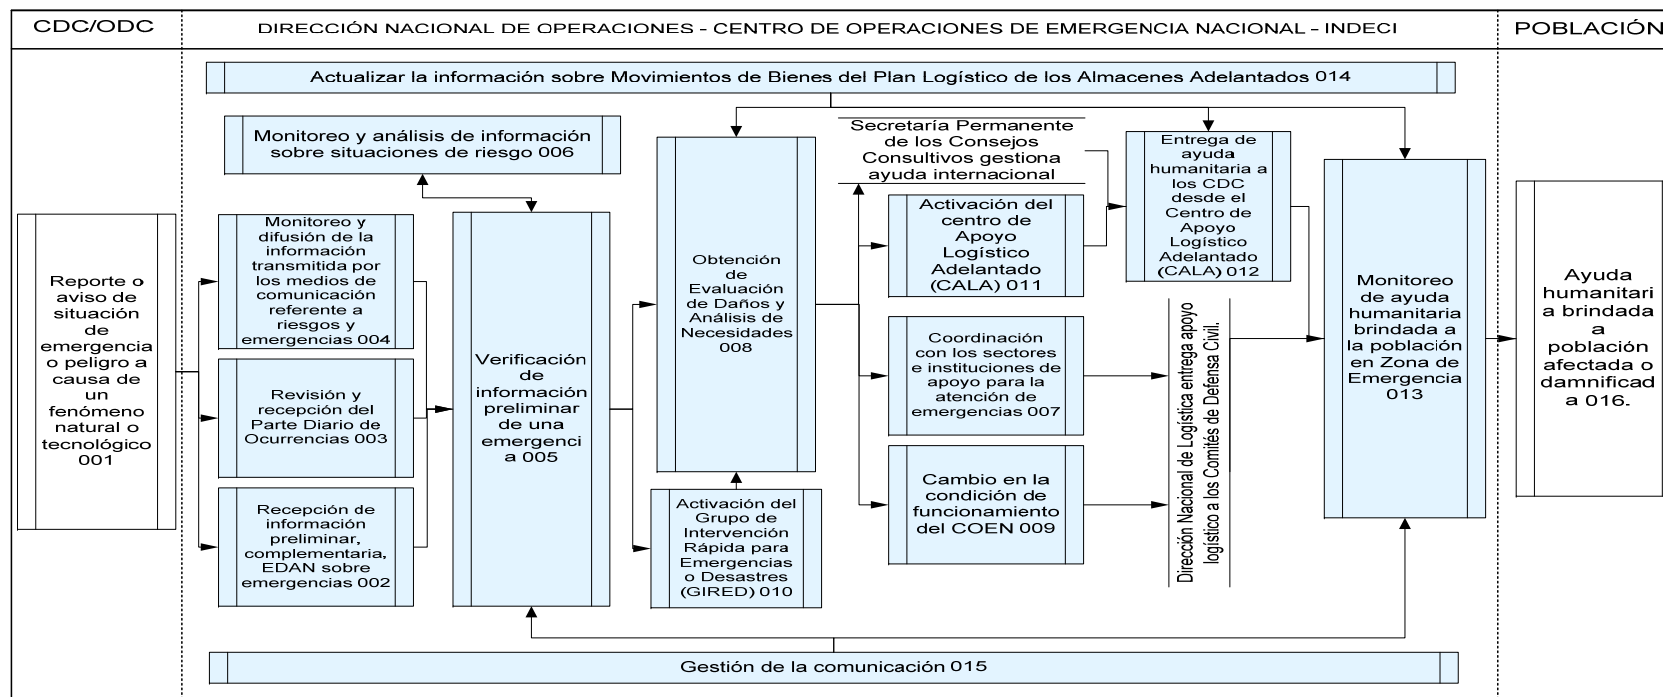 CDC/ODC
DIRECCIÓN NACIONAL DE OPERACIONES - CENTRO DE OPERACIONES DE EMERGENCIA NACIONAL - INDECI
POBLACIÓN
Actualizar la información sobre Movimientos de Bienes del Plan Logístico de los Almacenes Adelantados 014
Monitoreo y análisis de información
sobre situaciones de riesgo 006
Reporte o
aviso de
situación de
emergencia
o peligro a
causa de
un
fenómeno
natural o
tecnológico
001
Monitoreo y
difusión de la
información
transmitida por
los medios de
comunicación
referente a
riesgos y
emergencias 004
Revisión y
recepción del
Parte Diario de
Ocurrencias 003
Recepción de
información
preliminar,
complementaria,
EDAN sobre
emergencias 002
Verificación
de
información
preliminar
de una
emergenci
a 005
Obtención
de
Evaluación
de Daños y
Análisis de
Necesidades
008
Activación del
Grupo de
Intervención
Rápida para
Emergencias
o Desastres
(GIRED) 010
Secretaría Permanente
de los Consejos
Consultivos gestiona
ayuda internacional
Activación del
centro de
Apoyo
Logístico
Adelantado
(CALA) 011
Coordinación
con los sectores
e instituciones de
apoyo para la
atención de
emergencias 007
Cambio en la
condición de
funcionamiento
del COEN 009
Entrega de
ayuda
humanitaria a
los CDC
desde el
Centro de
Apoyo
Logístico
Adelantado
(CALA) 012
Dirección Nacional de Logística entrega apoyo
logístico a los Comités de Defensa Civil.
Monitoreo
de ayuda
humanitaria
brindada a
la población
en Zona de
Emergencia
013
Ayuda
humanitari
a brindada
a
población
afectada o
damnificad
a 016.
Gestión de la comunicación 015